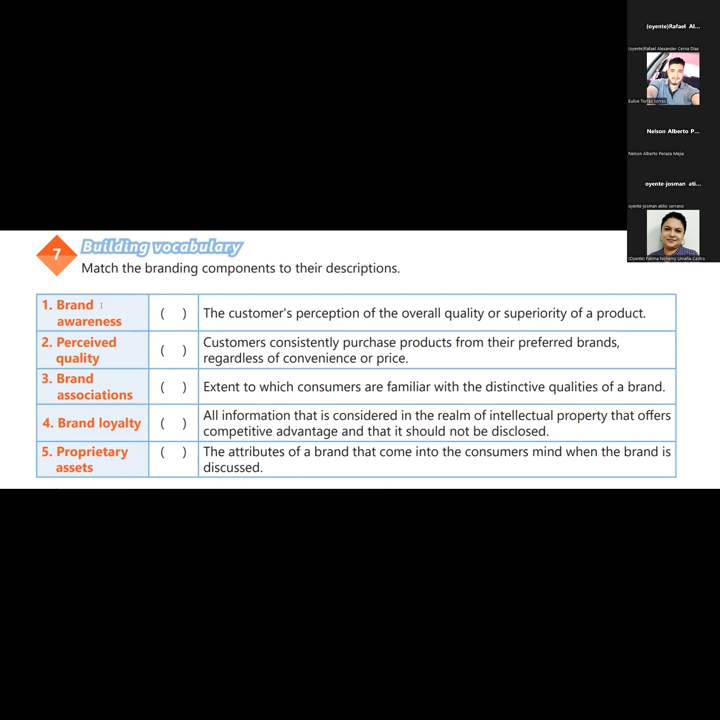 (oyente)Rafael Al...
(oyente)Rafael Alexander Cerna Diaz
Nelson Alberto P...
Nelson Alberto Peraza Mejia
oyente-josman ati...
oyente-josman atilio serrano
(Oyente) Fátima Nohemy Umaña Castro
7
Building vocabulary
Match the branding components to their descriptions.
1. Brand
awareness
( )
The customer's perception of the overall quality or superiority of a product.
2. Perceived
quality
( )
Customers consistently purchase products from their preferred brands,
regardless of convenience or price.
3. Brand
associations
( )
Extent to which consumers are familiar with the distinctive qualities of a brand.
4. Brand loyalty
( )
All information that is considered in the realm of intellectual property that offers
competitive advantage and that it should not be disclosed.
5. Proprietary
assets
( )
The attributes of a brand that come into the consumers mind when the brand is
discussed.